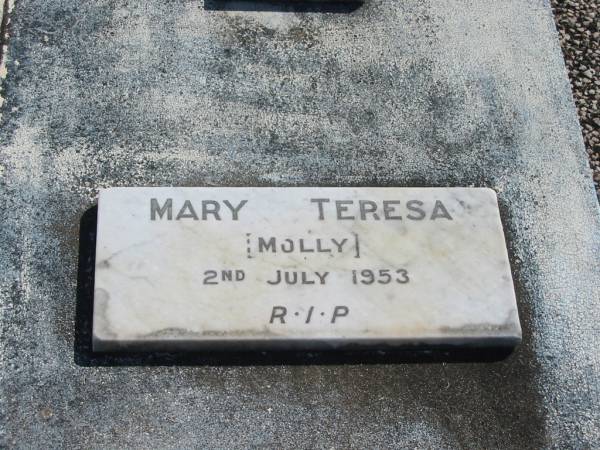 MARY TERESA
[MOLLY]
2ND JULY 1953
R·I·P